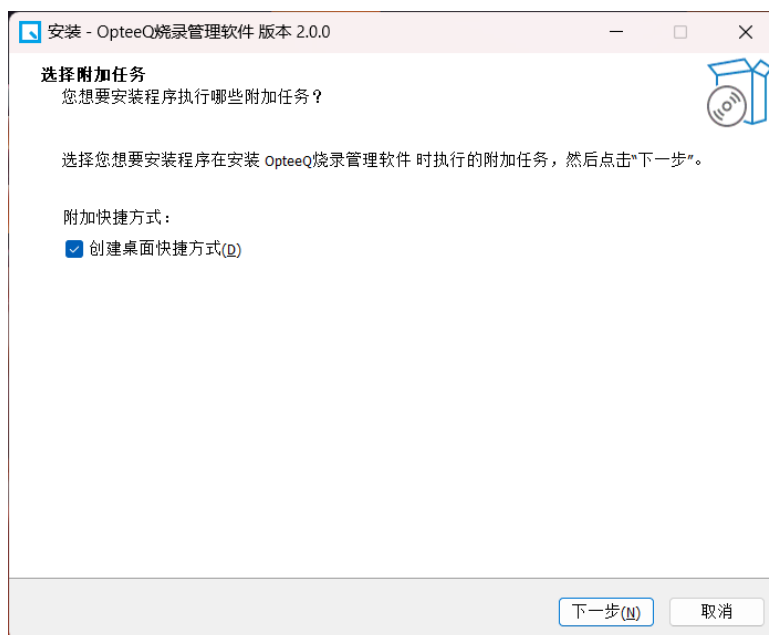 安装 - OpteeQ烧录管理软件 版本 2.0.0
选择附加任务
您想要安装程序执行哪些附加任务？
选择您想要安装程序在安装 OpteeQ烧录管理软件 时执行的附加任务，然后点击“下一步”。
附加快捷方式：
创建桌面快捷方式(D)
下一步(N)
取消